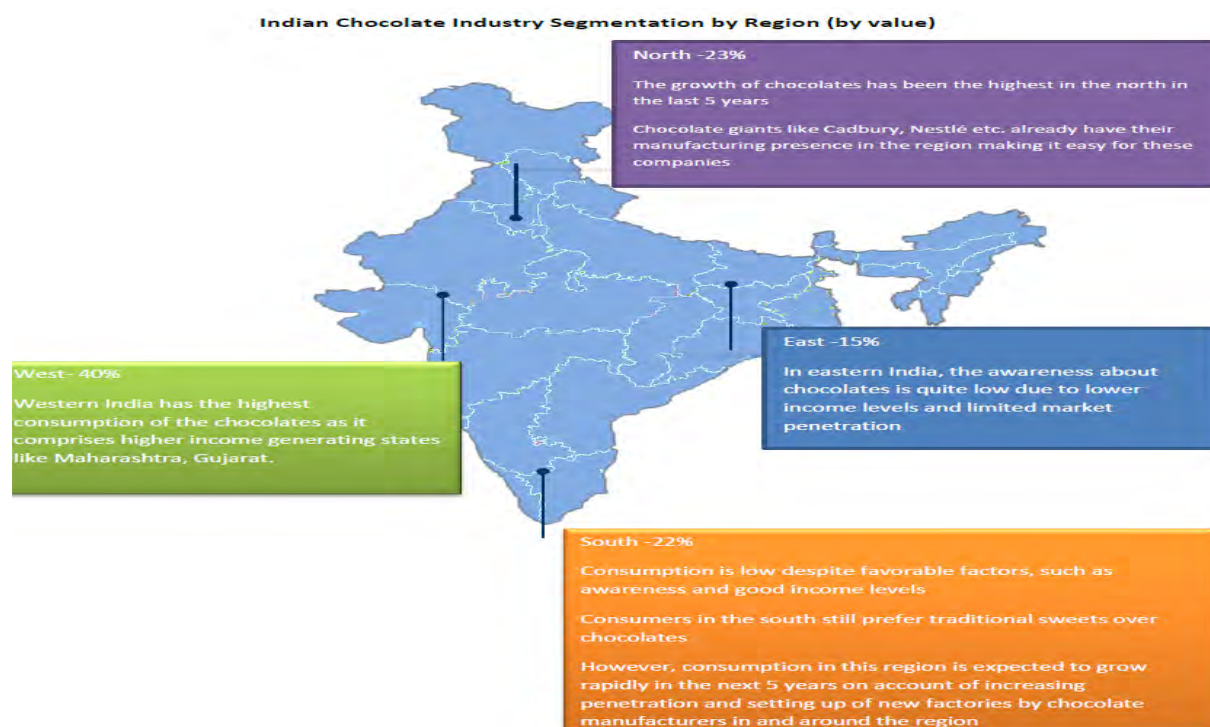 Indian Chocolate Industry Segmentation by Region (by value)
North -23%
The growth of chocolates has been the highest in the north in
the last 5 years
Chocolate giants like Cadbury, Nestlé etc. already have their
manufacturing presence in the region making it easy for these
companies
East -15%
In eastern India, the awareness about
chocolates is quite low due to lower
income levels and limited market
penetration
West- 40%
Western India has the highest
consumption of the chocolates as it
comprises higher income generating states
like Maharashtra, Gujarat.
South -22%
Consumption is low despite favorable factors, such as
awareness and good income levels
Consumers in the south still prefer traditional sweets over
chocolates
However, consumption in this region is expected to grow
rapidly in the next 5 years on account of increasing
penetration and setting up of new factories by chocolate
manufacturers in and around the region